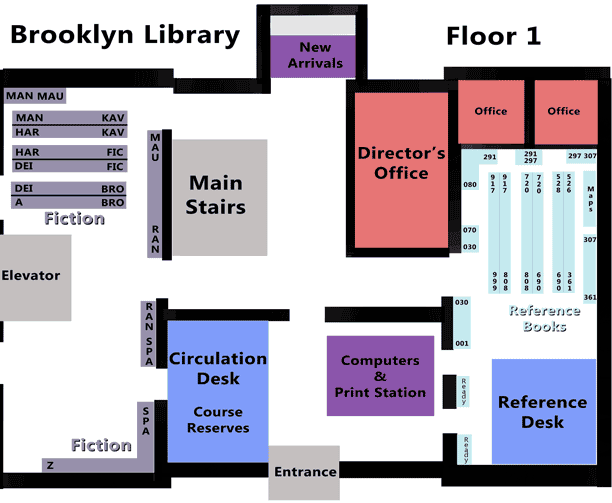 Brooklyn Library
Floor 1
New
Arrivals
MAN MAU
MAN KAV
HAR KAV
HAR FIC
DEI FIC
DEI BRO
A BRO
Fiction
MAU
RAN
Main
Stairs
Director's
Office
Office
Office
291
291
297
297 307
080
070
030
917
917
720
720
528
526
Maps
307
999
808
808
690
690
361
361
Reference
Books
Elevator
RAN
SPA
SPA
Fiction
Z
Circulation
Desk
Course
Reserves
Computers
&
Print Station
030
001
Ready
Ready
Reference
Desk
Entrance